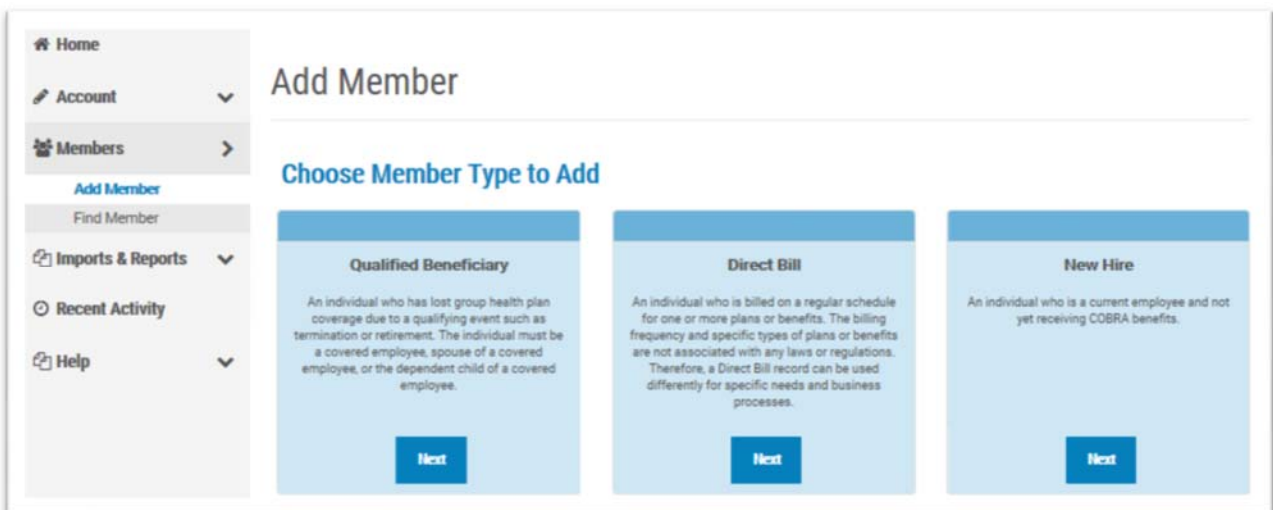 Home
Account
Members
Add Member
Find Member
Imports & Reports
Recent Activity
Help
Add Member
Choose Member Type to Add
Qualified Beneficiary
An individual who has lost group health plan
coverage due to a qualifying event such as
termination or retirement. The individual must be
a covered employee, spouse of a covered
employee, or the dependent child of a covered
employee.
Next
Direct Bill
An individual who is billed on a regular schedule
for one or more plans or benefits. The billing
frequency and specific types of plans or benefits
are not associated with any laws or regulations.
Therefore, a Direct Bill record can be used
differently for specific needs and business
processes.
Next
New Hire
An individual who is a current employee and not
yet receiving COBRA benefits.
Next